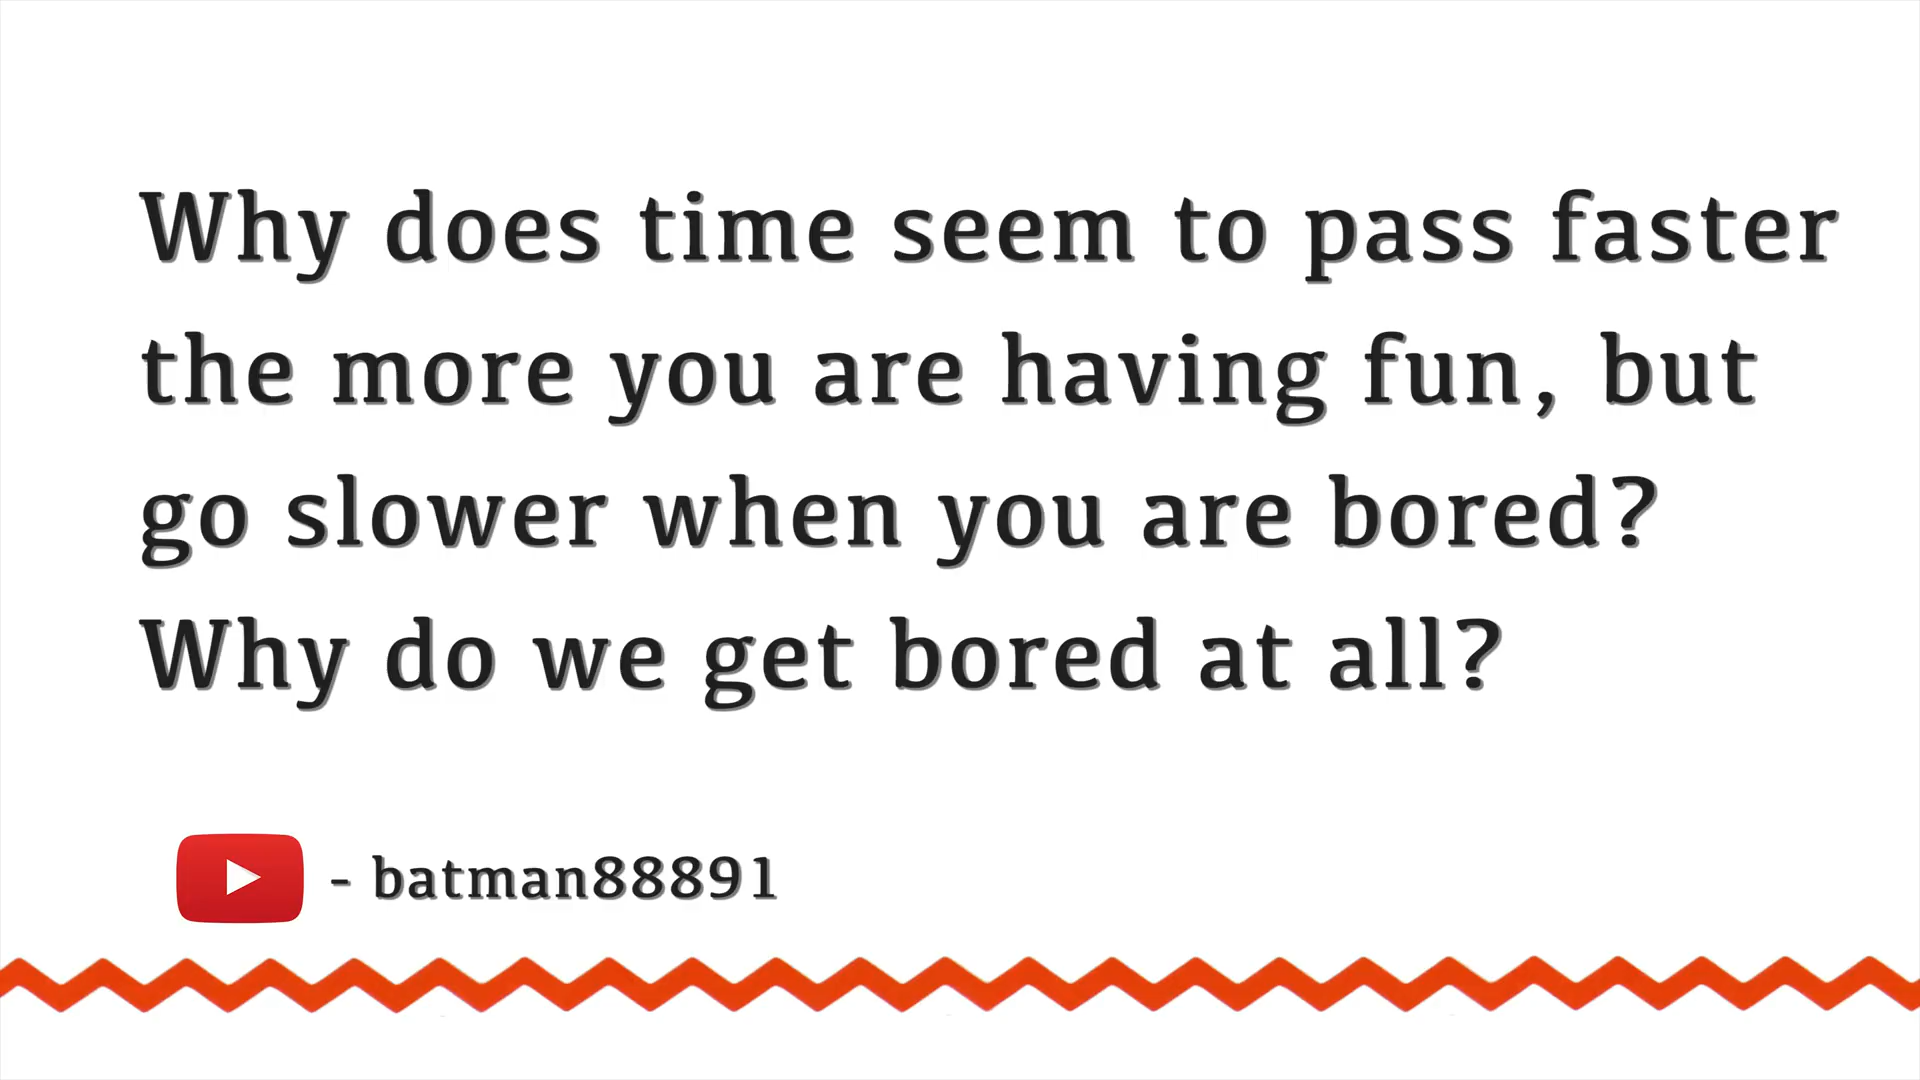 Why does time seem to pass faster
the more you are having fun, but
go slower when you are bored?
Why do we get bored at all?
- batman88891